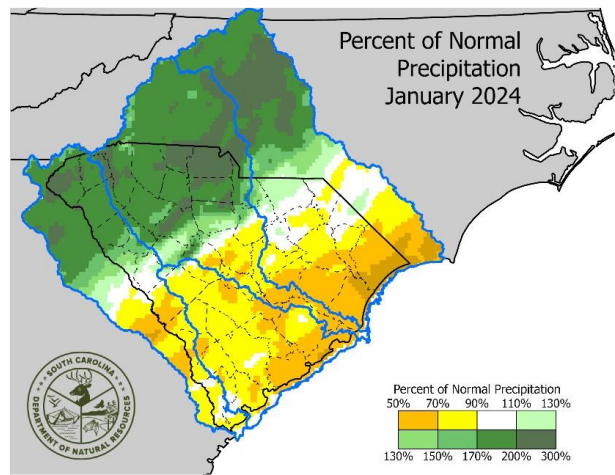 Percent of Normal
Precipitation
January 2024
SOUTH CAROLINA
DEPARTMENT OF NATURAL RESOURCES
Percent of Normal Precipitation
50% 70% 90% 110% 130%
130% 150% 170% 200% 300%